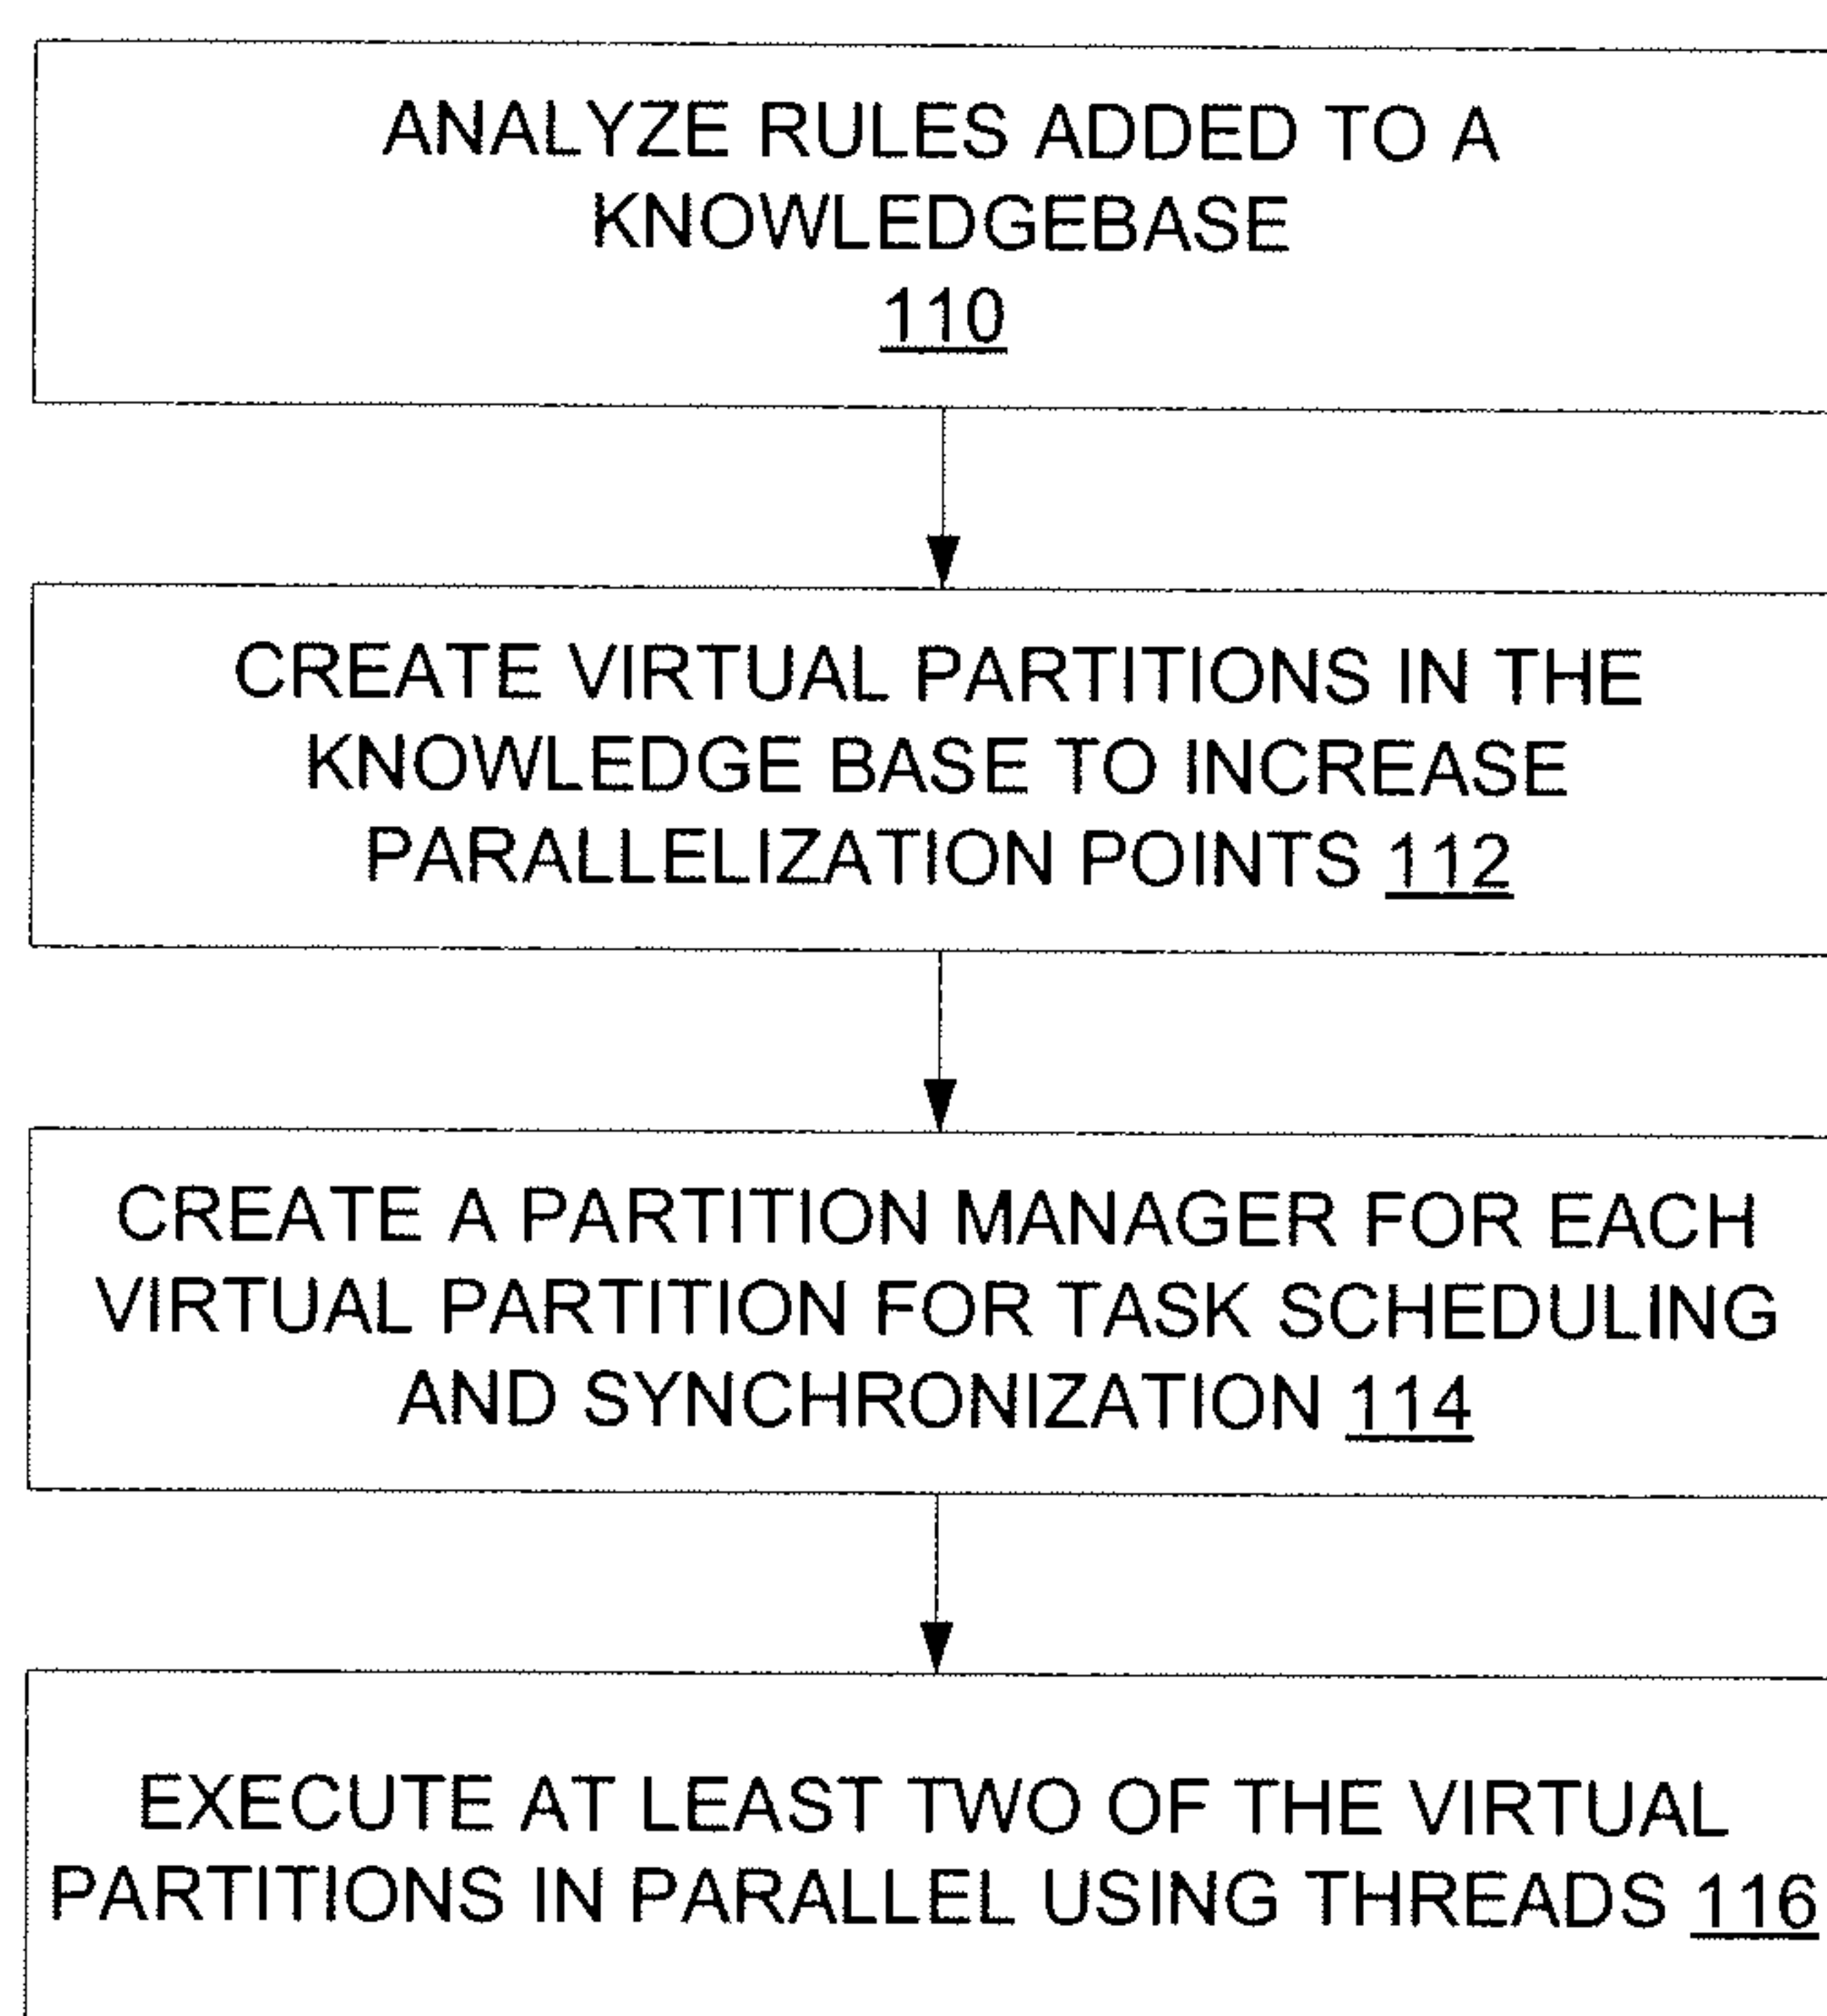 ANALYZE RULES ADDED TO A
KNOWLEDGEBASE
110
CREATE VIRTUAL PARTITIONS IN THE
KNOWLEDGE BASE TO INCREASE
PARALLELIZATION POINTS 112
CREATE A PARTITION MANAGER FOR EACH
VIRTUAL PARTITION FOR TASK SCHEDULING
AND SYNCHRONIZATION 114
EXECUTE AT LEAST TWO OF THE VIRTUAL
PARTITIONS IN PARALLEL USING THREADS 116